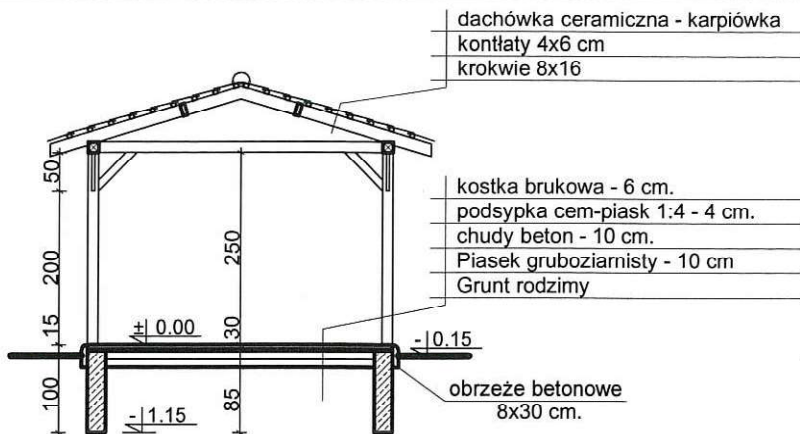 dachówka ceramiczna - karpiówka
kontłaty 4x6 cm
krokwie 8x16
50
200
250
kostka brukowa - 6 cm.
podsypka cem-piask 1:4 - 4 cm.
chudy beton - 10 cm.
Piasek gruboziarnisty - 10 cm
Grunt rodzimy
15
± 0.00
30
- 0.15
100
- 1.15
85
obrzeże betonowe
8x30 cm.